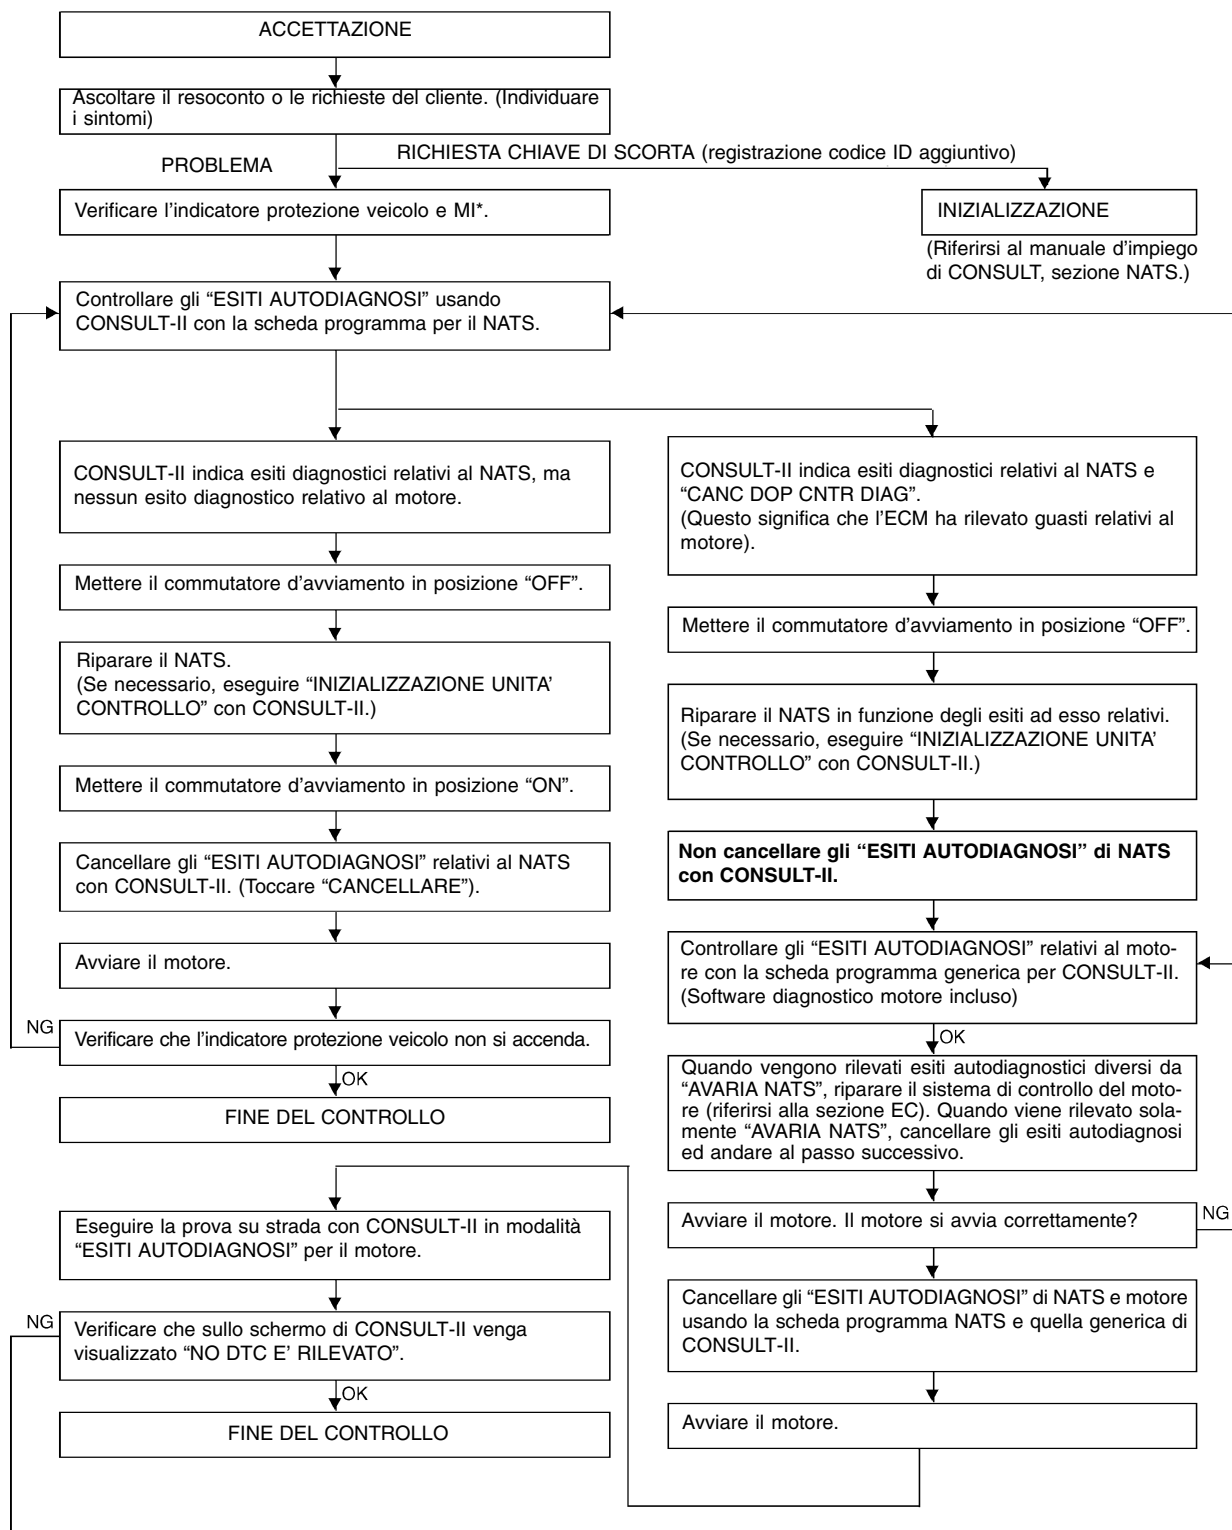 ACCETTAZIONE
Ascoltare il resoconto o le richieste del cliente. (Individuare
i sintomi)
PROBLEMA
RICHIESTA CHIAVE DI SCORTA (registrazione codice ID aggiuntivo)
Verificare l'indicatore protezione veicolo e MI*.
INIZIALIZZAZIONE
(Riferirsi al manuale d'impiego
di CONSULT, sezione NATS.)
Controllare gli “ESITI AUTODIAGNOSI” usando
CONSULT-II con la scheda programma per il NATS.
CONSULT-II indica esiti diagnostici relativi al NATS, ma
nessun esito diagnostico relativo al motore.
Mettere il commutatore d'avviamento in posizione “OFF”.
Riparare il NATS.
(Se necessario, eseguire “INIZIALIZZAZIONE UNITA'
CONTROLLO” con CONSULT-II.)
Mettere il commutatore d'avviamento in posizione “ON”.
Cancellare gli “ESITI AUTODIAGNOSI” relativi al NATS
con CONSULT-II. (Toccare “CANCELLARE”).
Avviare il motore.
NG
Verificare che l'indicatore protezione veicolo non si accenda.
OK
FINE DEL CONTROLLO
CONSULT-II indica esiti diagnostici relativi al NATS e
“CANC DOP CNTR DIAG”.
(Questo significa che l'ECM ha rilevato guasti relativi al
motore).
Mettere il commutatore d'avviamento in posizione “OFF”.
Riparare il NATS in funzione degli esiti ad esso relativi.
(Se necessario, eseguire “INIZIALIZZAZIONE UNITA'
CONTROLLO” con CONSULT-II.)
Non cancellare gli “ESITI AUTODIAGNOSI” di NATS
con CONSULT-II.
Controllare gli “ESITI AUTODIAGNOSI” relativi al moto-
re con la scheda programma generica per CONSULT-II.
(Software diagnostico motore incluso)
OK
Quando vengono rilevati esiti autodiagnostici diversi da
“AVARIA NATS”, riparare il sistema di controllo del moto-
re (riferirsi alla sezione EC). Quando viene rilevato sola-
mente “AVARIA NATS”, cancellare gli esiti autodiagnosi
ed andare al passo successivo.
Avviare il motore. Il motore si avvia correttamente?
NG
Cancellare gli “ESITI AUTODIAGNOSI” di NATS e motore
usando la scheda programma NATS e quella generica di
CONSULT-II.
Avviare il motore.
Eseguire la prova su strada con CONSULT-II in modalità
“ESITI AUTODIAGNOSI” per il motore.
NG
Verificare che sullo schermo di CONSULT-II venga
visualizzato “NO DTC E' RILEVATO”.
OK
FINE DEL CONTROLLO